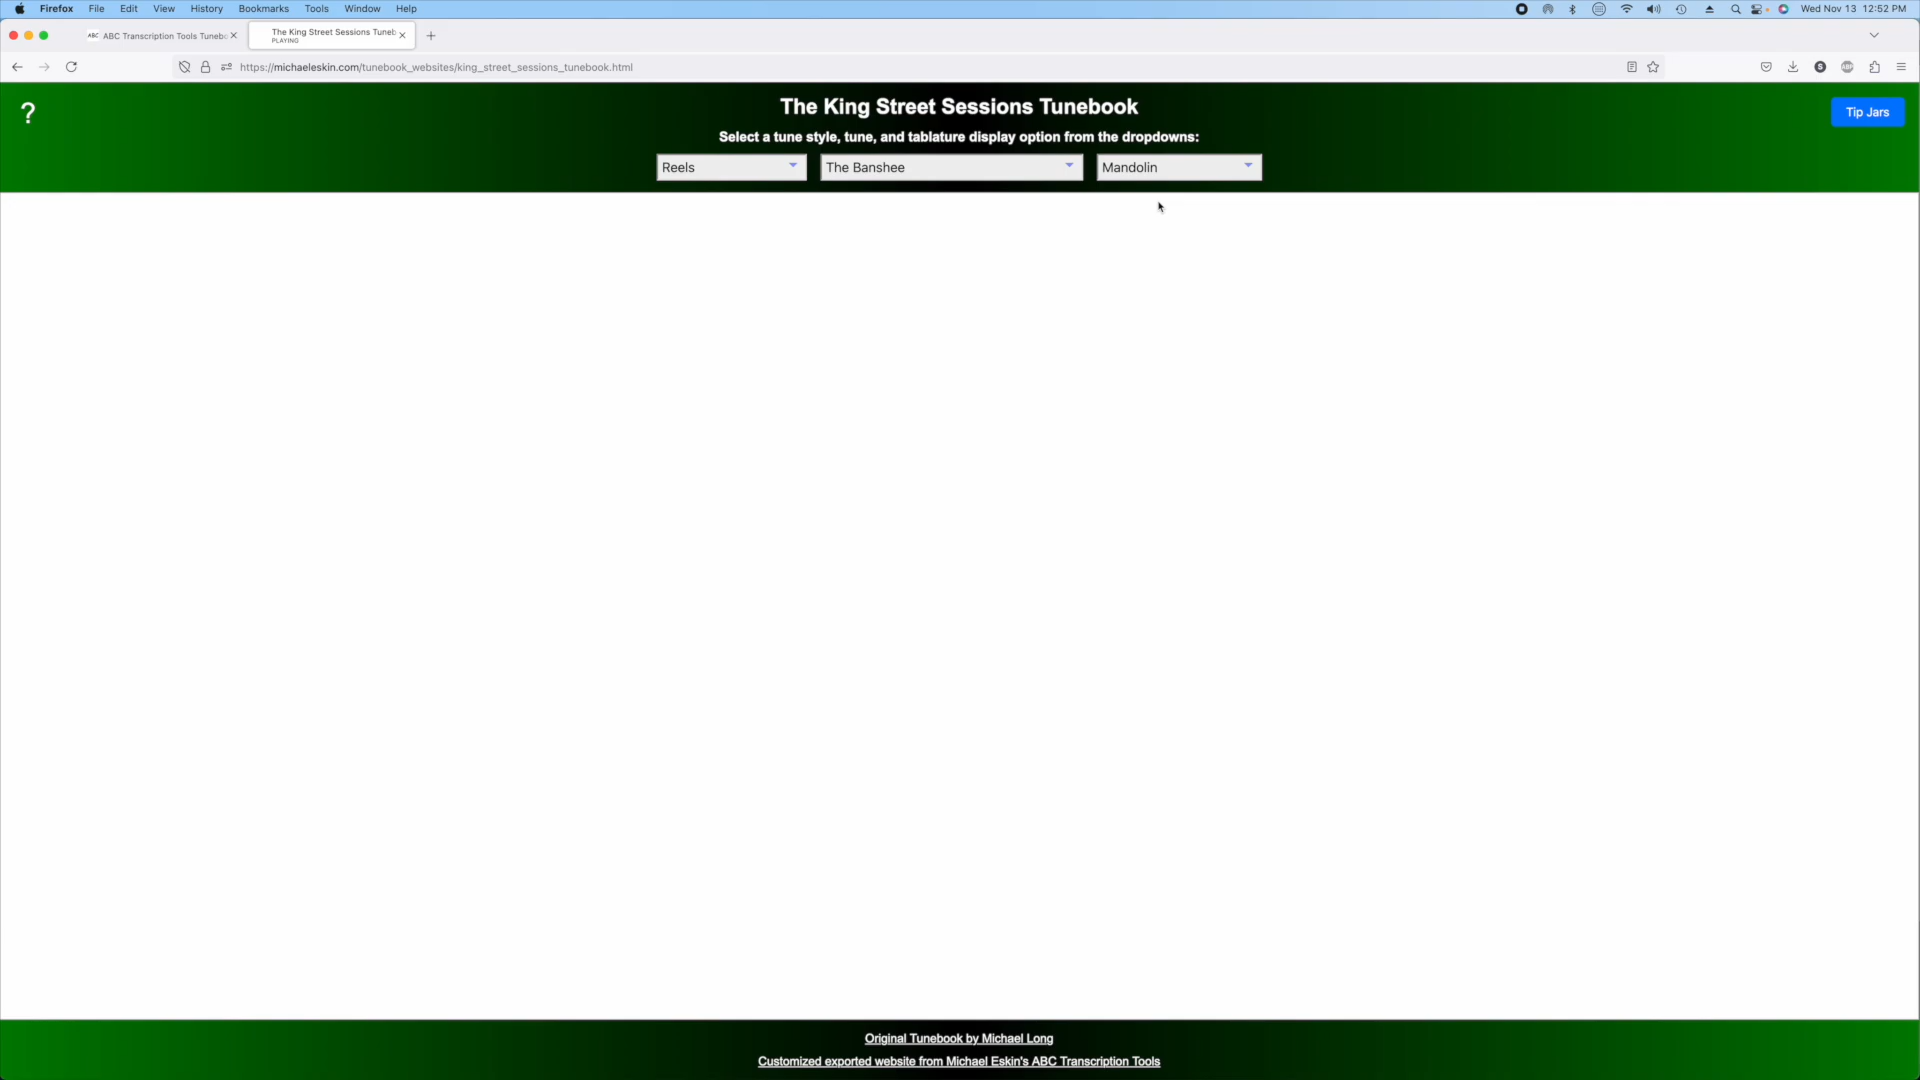 Firefox File Edit View History Bookmarks Tools Window Help Wed Nov 13 12:52 PM
ABC ABC Transcription Tools Tunebo
The King Street Sessions Tuneb
PLAYING
https://michaeleskin.com/tunebook_websites/king_street_sessions_tunebook.html
?
The King Street Sessions Tunebook
Tip Jars
Select a tune style, tune, and tablature display option from the dropdowns:
Reels The Banshee Mandolin
Original Tunebook by Michael Long
Customized exported website from Michael Eskin's ABC Transcription Tools